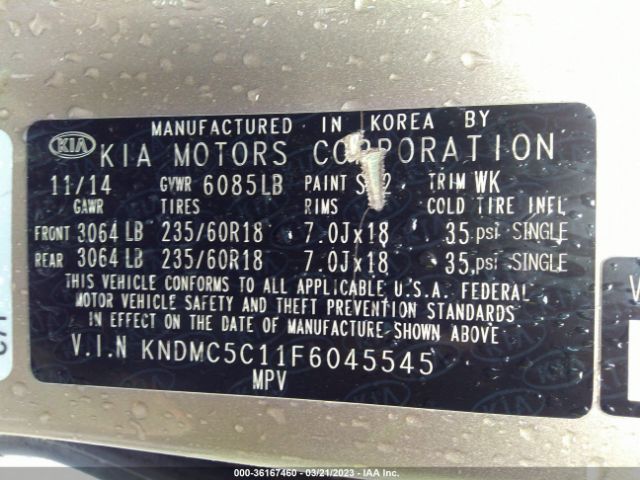 MANUFACTURED IN KOREA BY
KIA KIA MOTORS CORPORATION
11/14 GVWR 6085LB PAINT TRIM WK
GAWR TIRES RIMS COLD TIRE INFL
FRONT 3064 LB 235/60R18 7.0Jx18 35 psi SINGLE
REAR 3064 LB 235/60R18 7.0Jx18 35 psi SINGLE
THIS VEHICLE CONFORMS TO ALL APPLICABLE U.S.A. FEDERAL
MOTOR VEHICLE SAFETY AND THEFT PREVENTION STANDARDS
IN EFFECT ON THE DATE OF MANUFACTURE SHOWN ABOVE
V.I.N KNDMC5C11F6045545
MPV
000-36167460 - 03/21/2023 - IAA Inc.